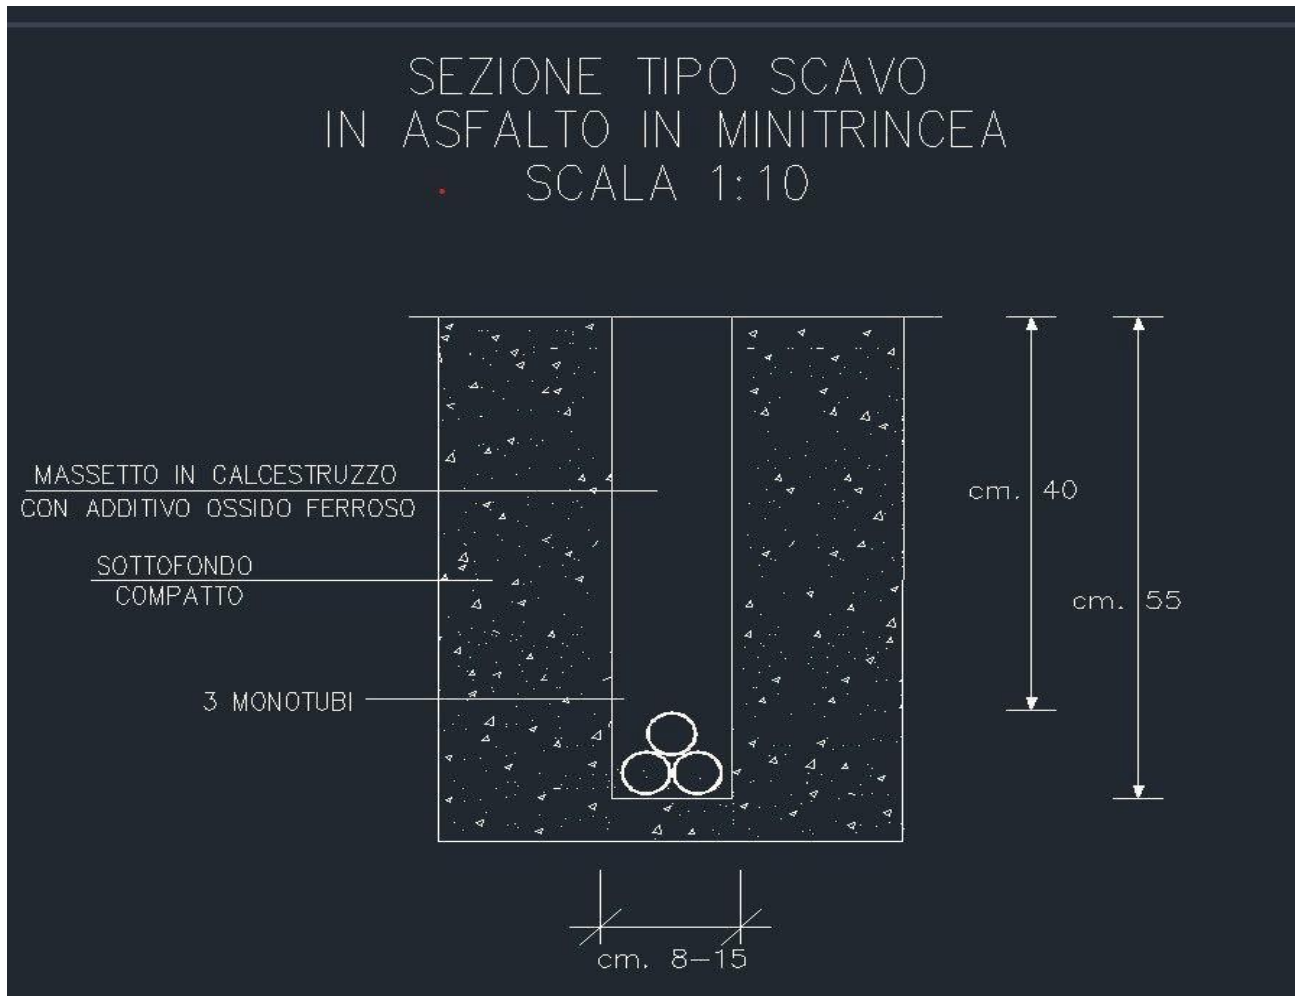 SEZIONE TIPO SCAVO
IN ASFALTO IN MINITRINCEA
SCALA 1:10
MASSETTO IN CALCESTRUZZO
CON ADDITIVO OSSIDO FERROSO
cm. 40
SOTTOFONDO
COMPATTO
cm. 55
3 MONOTUBI
cm. 8-15